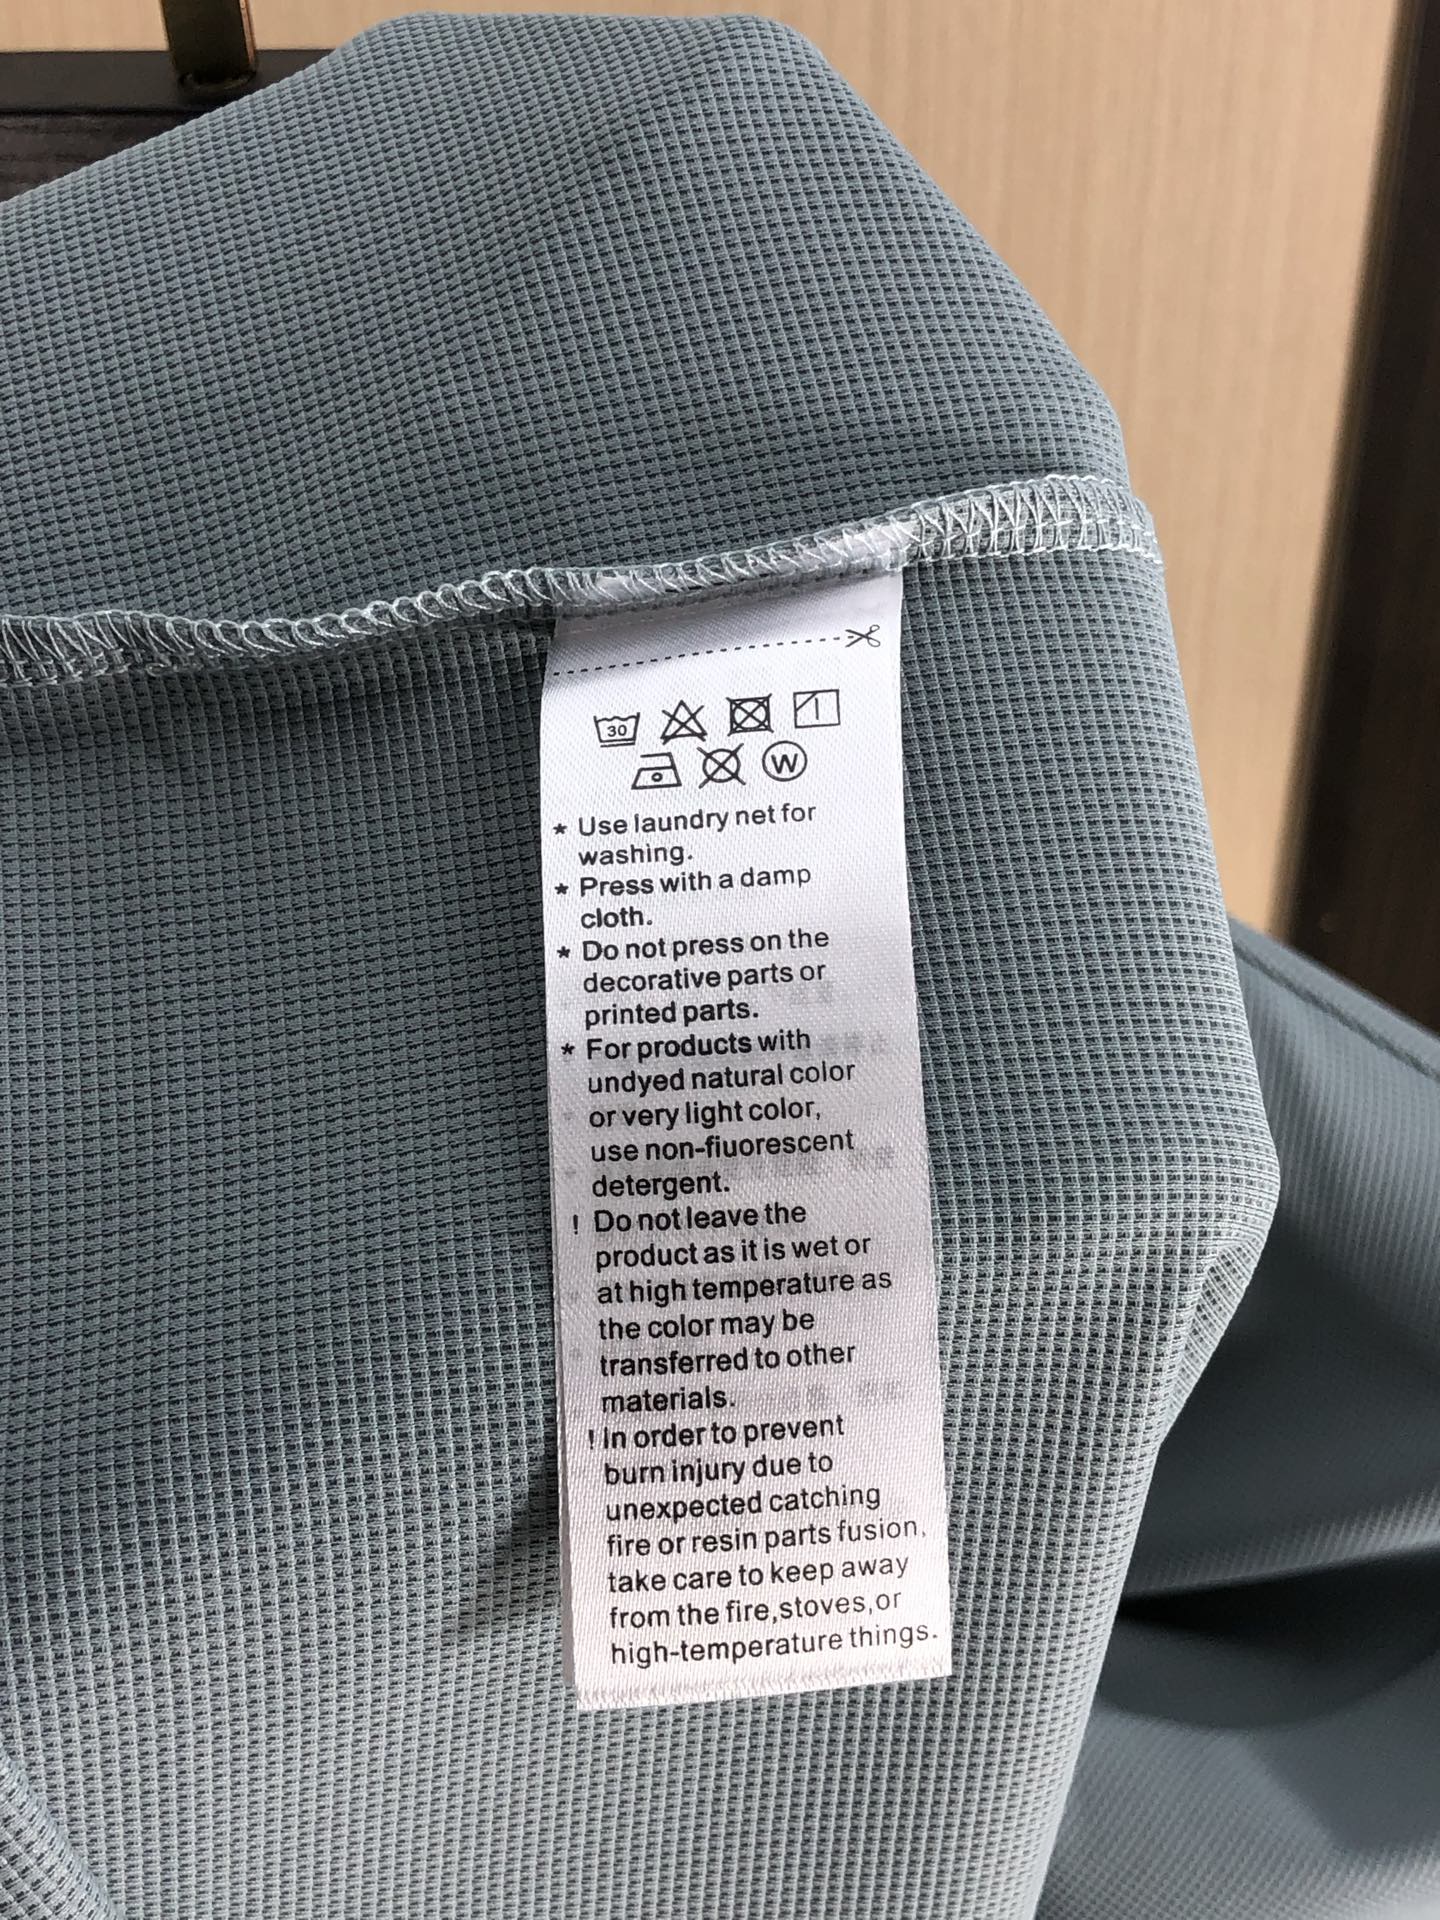 30
W
* Use laundry net for
washing.
* Press with a damp
cloth.
* Do not press on the
decorative parts or
printed parts.
* For products with
undyed natural color
or very light color,
use non-fiuorescent
detergent.
! Do not leave the
product as it is wet or
at high temperature as
the color may be
transferred to other
materials.
! In order to prevent
burn injury due to
unexpected catching
fire or resin parts fusion,
take care to keep away
from the fire,stoves,or
high-temperature things.